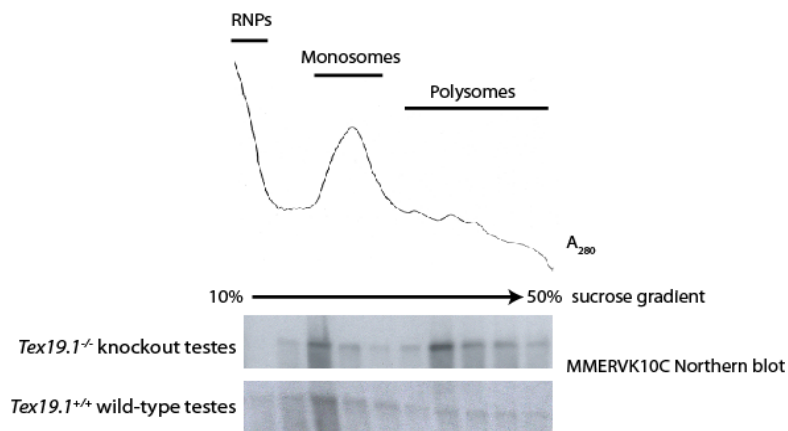 RNPs
Monosomes
Polysomes
A280
10% 50% sucrose gradient
Tex19.1-/- knockout testes
MMERVK10C Northern blot
Tex19.1+/+ wild-type testes